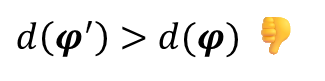 𝑑(𝝋′) > 𝑑(𝝋) 👎